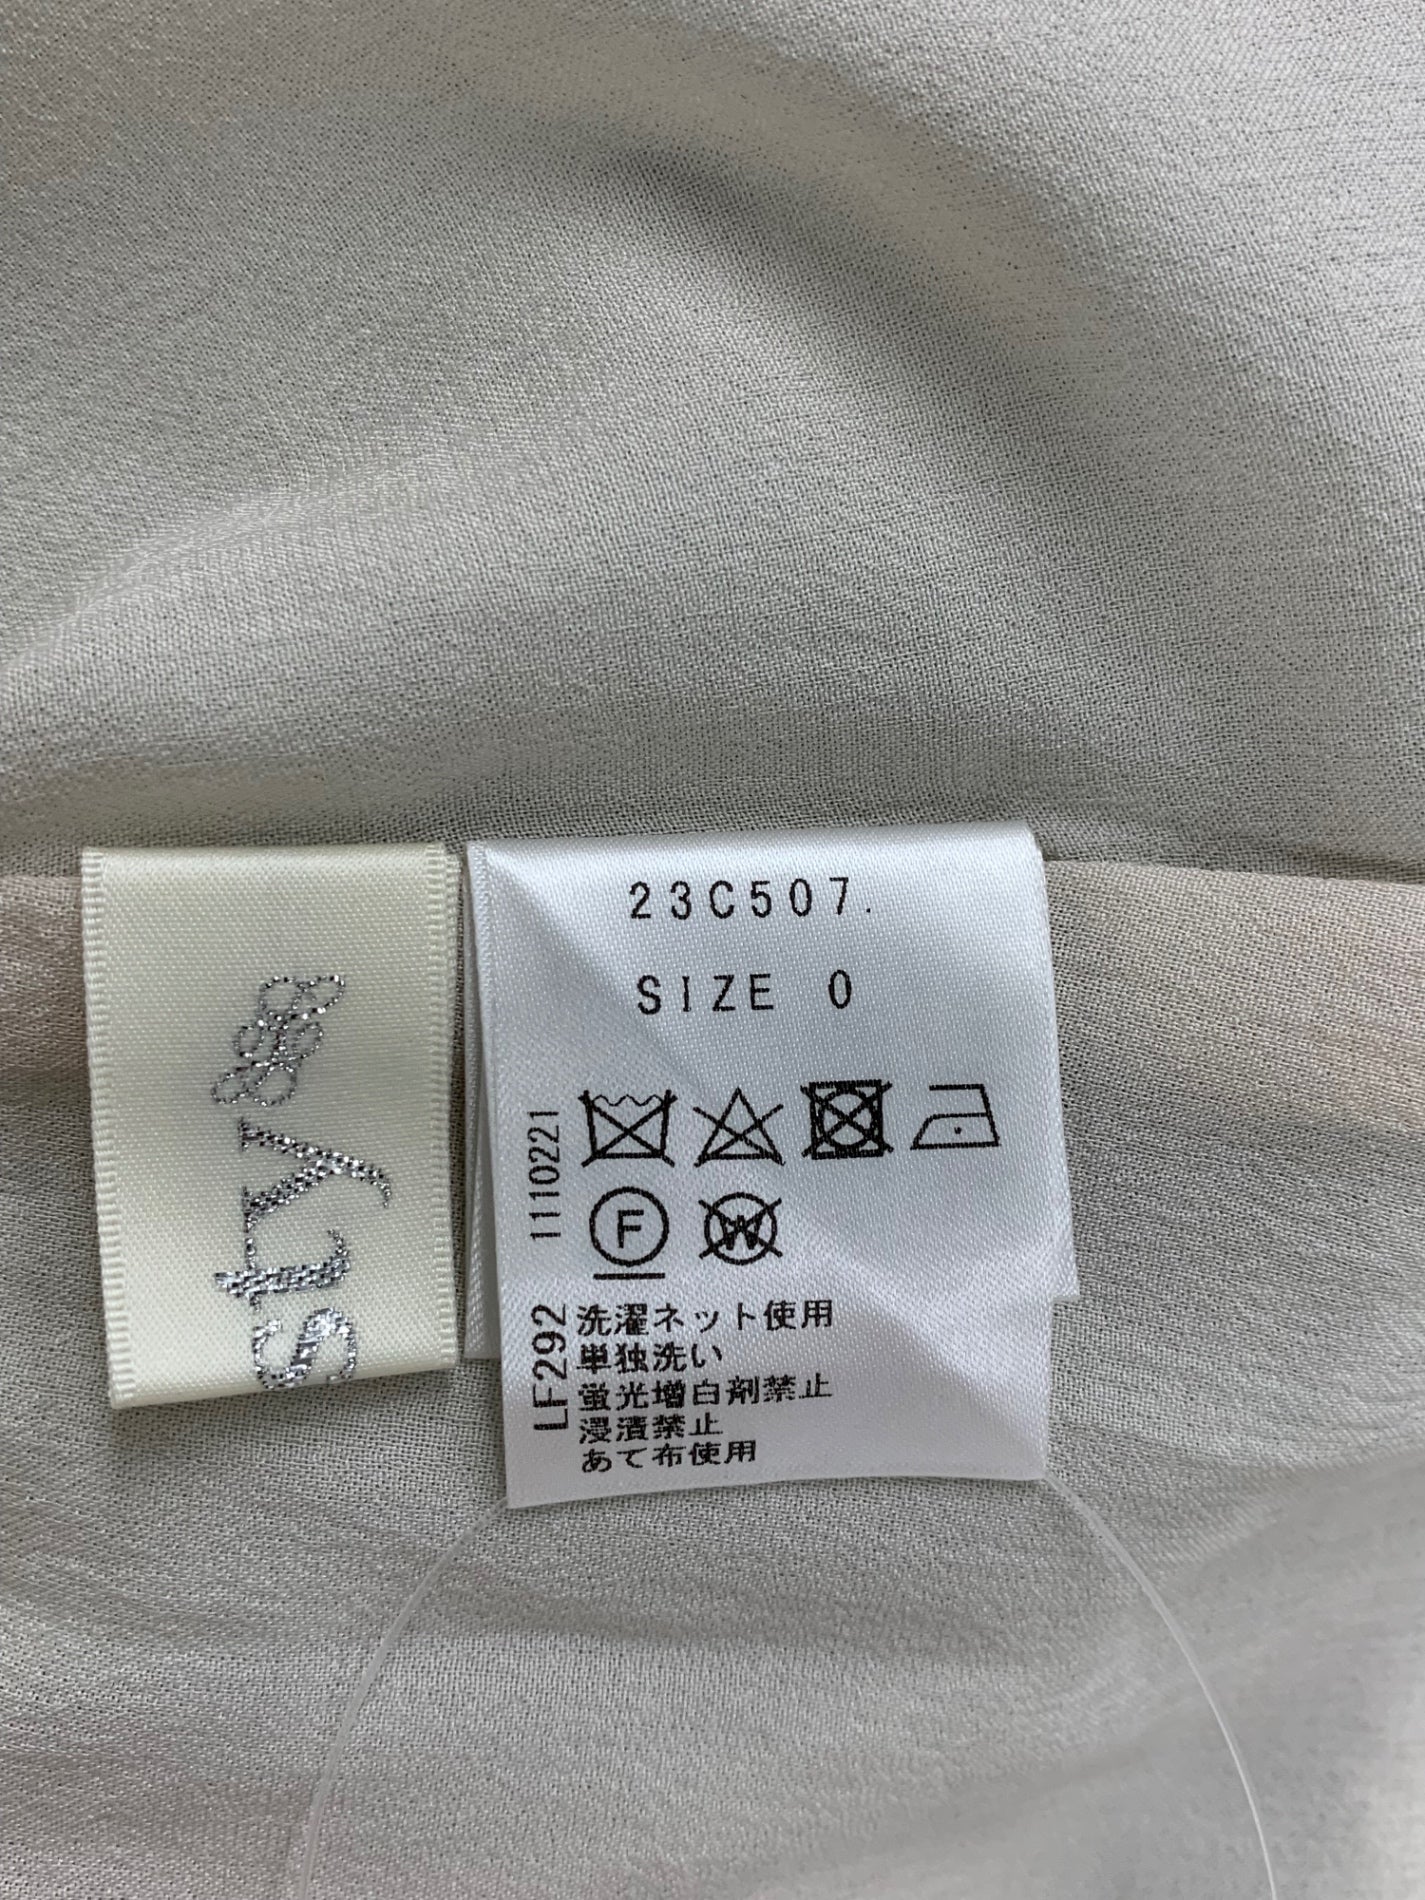 sty
23C507.
SIZE 0
1110221
F
W
LF292
洗濯ネット使用
単独洗い
蛍光増白剤禁止
浸漬禁止
あて布使用